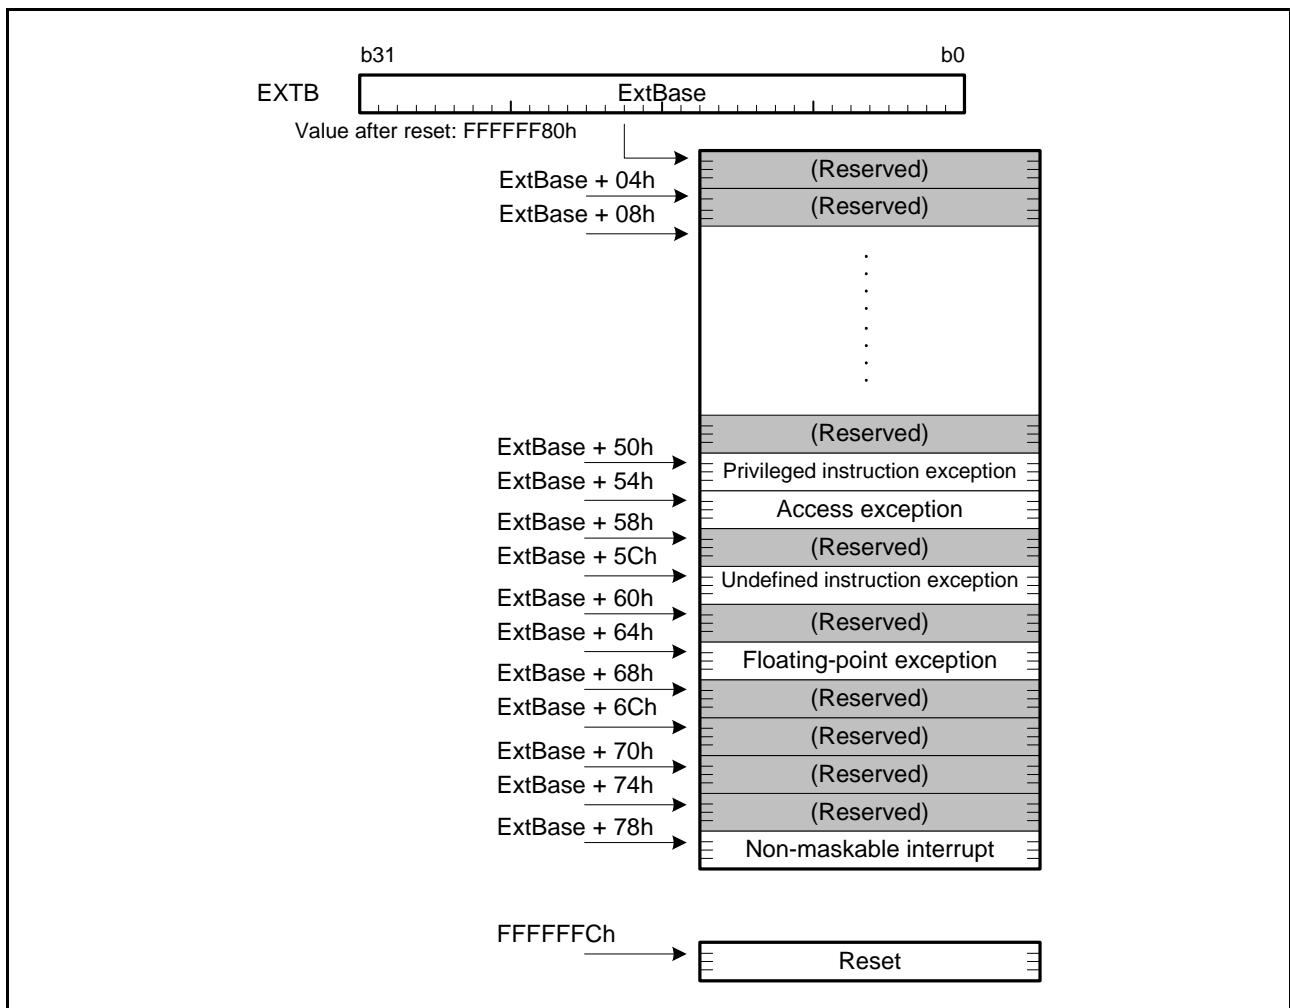 b31 b0
EXTB ExtBase
Value after reset: FFFFFF80h
(Reserved)
ExtBase + 04h
(Reserved)
ExtBase + 08h
(Reserved)
ExtBase + 50h
Privileged instruction exception
ExtBase + 54h
Access exception
ExtBase + 58h
(Reserved)
ExtBase + 5Ch
Undefined instruction exception
ExtBase + 60h
(Reserved)
ExtBase + 64h
Floating-point exception
ExtBase + 68h
(Reserved)
ExtBase + 6Ch
(Reserved)
ExtBase + 70h
(Reserved)
ExtBase + 74h
(Reserved)
ExtBase + 78h
Non-maskable interrupt
FFFFFFCh
Reset